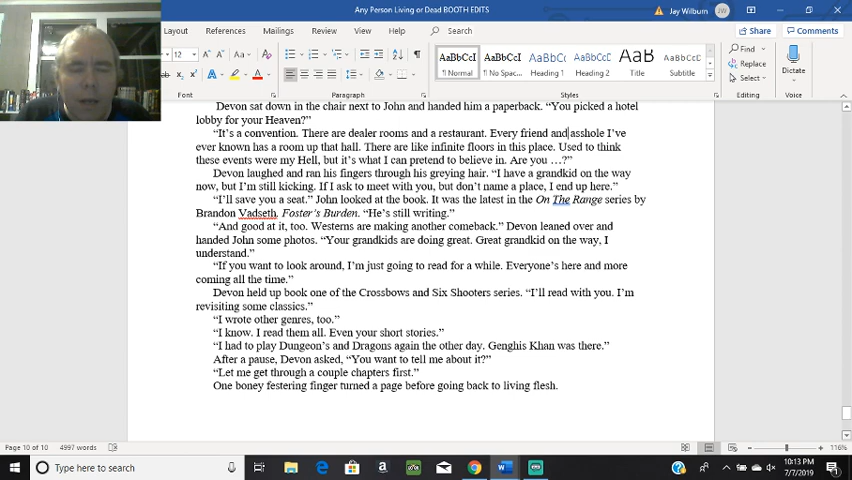 Any Person Living or Dead BOOTH EDITS
Jay Wilburn
JW
Layout References Mailings Review View Help Search
Share Comments
12 Aa
AaBbCcI AaBbCcI AaBbCc AaBbCc AaB AaBbCcI
¶ Normal ¶ No Spac... Heading 1 Heading 2 Title Subtitle
Find
Replace
Select
Dictate
Paragraph Styles Editing Voice
Devon sat down in the chair next to John and handed him a paperback. “You picked a hotel
lobby for your Heaven?”
“It’s a convention. There are dealer rooms and a restaurant. Every friend and asshole I’ve
ever known has a room up that hall. There are like infinite floors in this place. Used to think
these events were my Hell, but it’s what I can pretend to believe in. Are you …?”
Devon laughed and ran his fingers through his greying hair. “I have a grandkid on the way
now, but I’m still kicking. If I ask to meet with you, but don’t name a place, I end up here.”
“I’ll save you a seat.” John looked at the book. It was the latest in the On The Range series by
Brandon Vadseth. Foster’s Burden. “He’s still writing.”
“And good at it, too. Westerns are making another comeback.” Devon leaned over and
handed John some photos. “Your grandkids are doing great. Great grandkid on the way, I
understand.”
“If you want to look around, I’m just going to read for a while. Everyone’s here and more
coming all the time.”
Devon held up book one of the Crossbows and Six Shooters series. “I’ll read with you. I’m
revisiting some classics.”
“I wrote other genres, too.”
“I know. I read them all. Even your short stories.”
“I had to play Dungeon’s and Dragons again the other day. Genghis Khan was there.”
After a pause, Devon asked, “You want to tell me about it?”
“Let me get through a couple chapters first.”
One boney festering finger turned a page before going back to living flesh.
Page 10 of 10 4997 words
116%
Type here to search
10:13 PM
7/7/2019